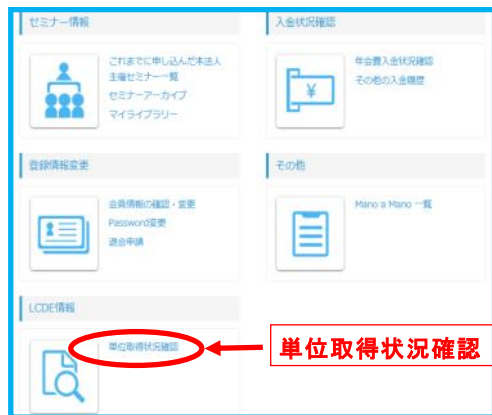 セミナー情報
これまでに申し込んだ本法人
主催セミナー一覧
セミナーアーカイブ
マイライブラリー
入金状況確認
年会費入金状況確認
その他の入金履歴
¥
登録情報変更
会員情報の確認・変更
Password変更
退会申請
その他
Mano a Mano 一覧
LCDE情報
単位取得状況確認
単位取得状況確認